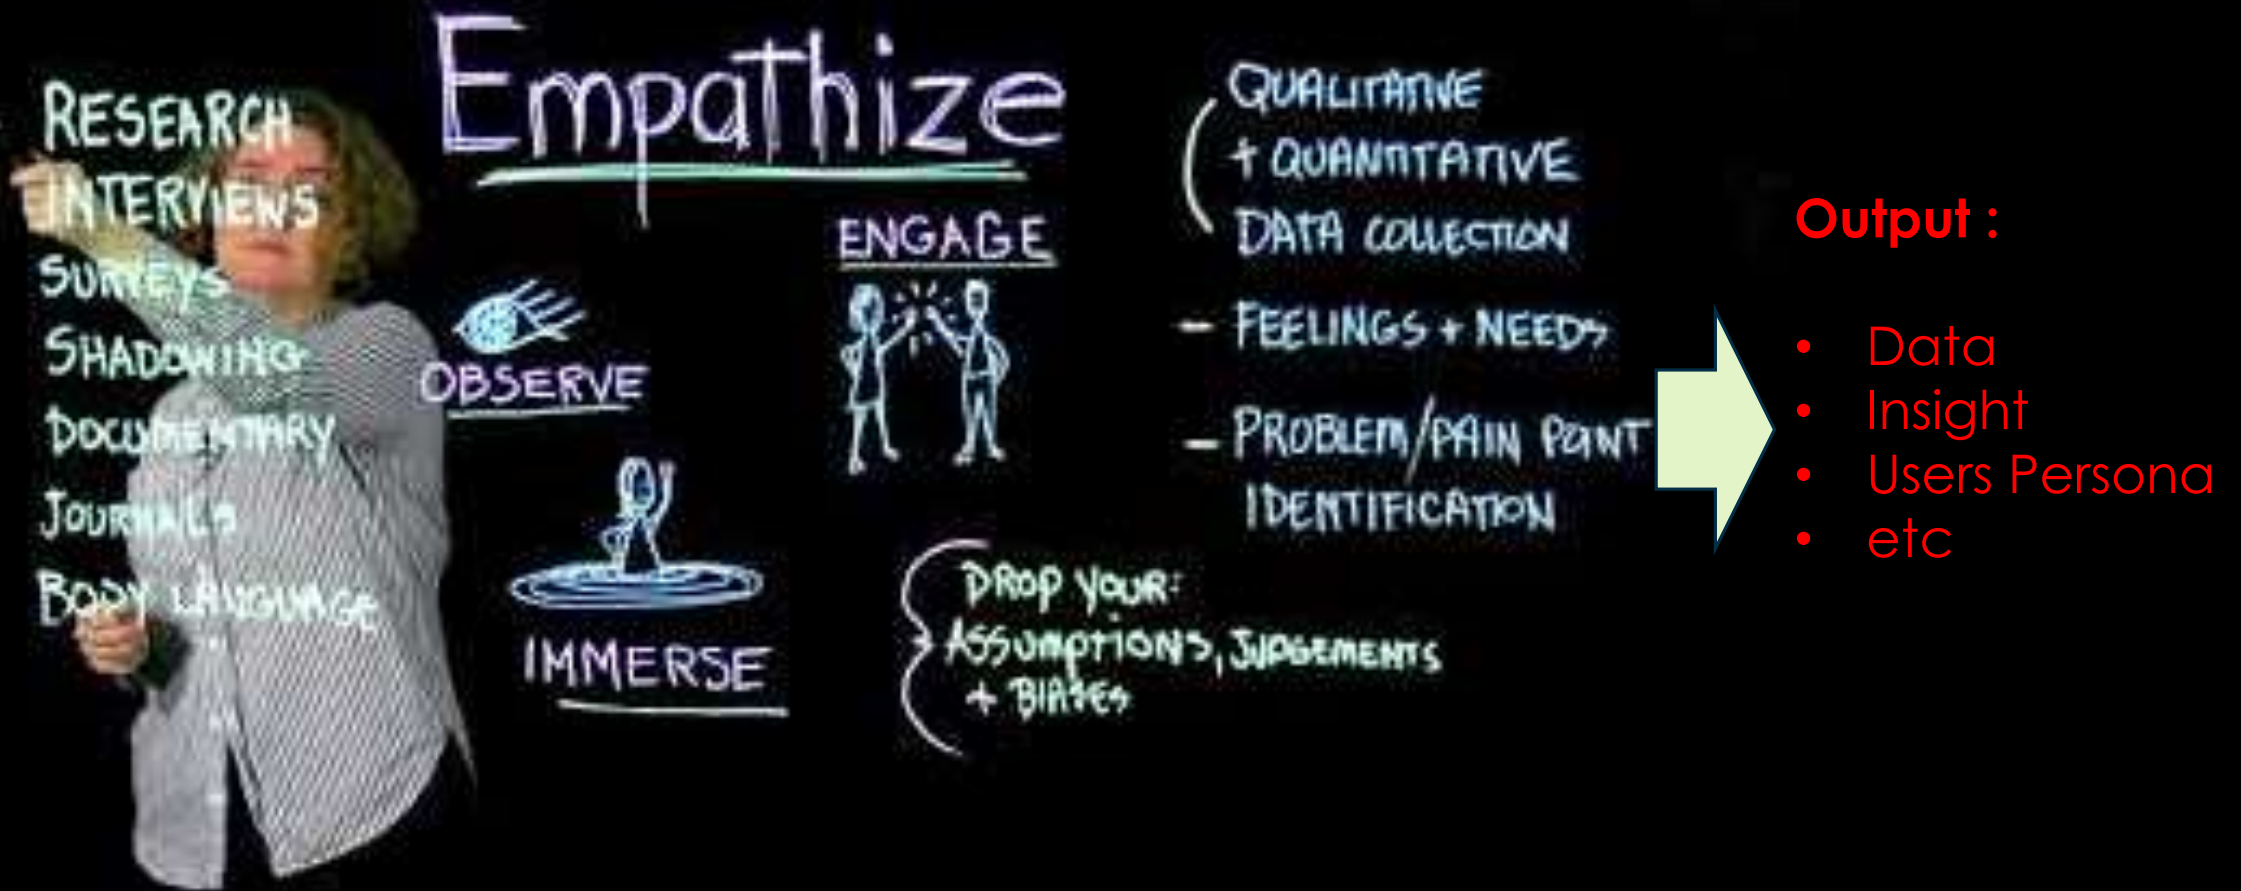 Empathize
RESEARCH
INTERVIEWS
SURVEYS
SHADOWING
DOCUMENTARY
JOURNALS
BODY LANGUAGE
OBSERVE
ENGAGE
IMMERSE
QUALITATIVE
+ QUANTITATIVE
DATA COLLECTION
- FEELINGS + NEEDS
- PROBLEM/PAIN POINT
IDENTIFICATION
DROP YOUR:
ASSUMPTIONS, JUDGEMENTS
+ BIASES
Output :
• Data
• Insight
• Users Persona
• etc